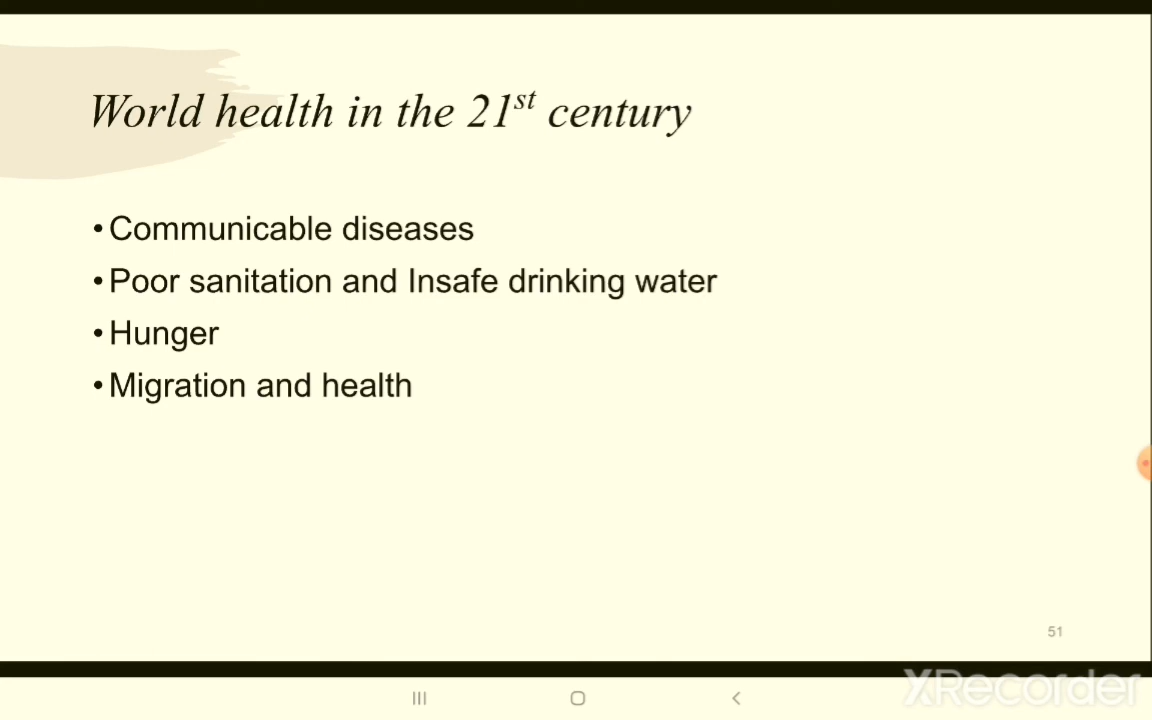 World health in the 21st century
• Communicable diseases
• Poor sanitation and Insafe drinking water
• Hunger
• Migration and health
51
XRecorder